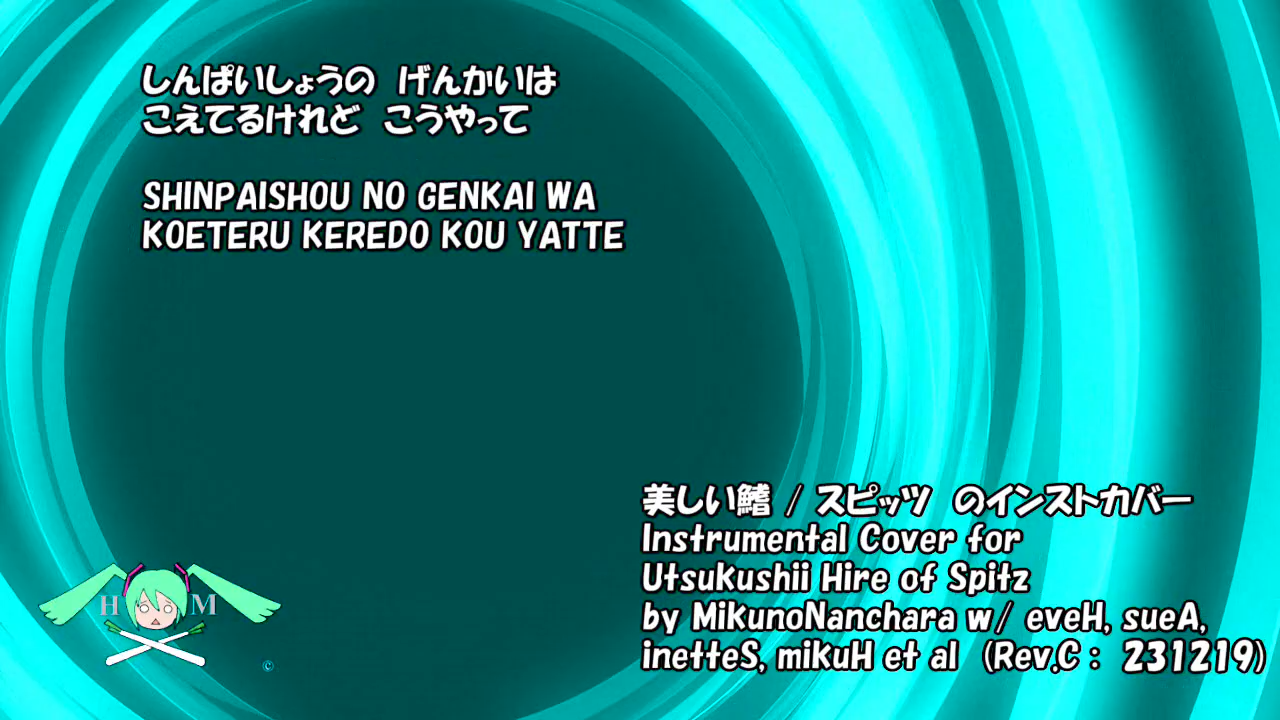 しんぱいしょうの　げんかいは
こえてるけれど　こうやって
SHINPAISHOU NO GENKAI WA
KOETERU KEREDO KOU YATTE
美しい鰭 / スピッツ　のインストカバー
Instrumental Cover for
Utsukushii Hire of Spitz
by MikunoNanchara w/ eveH, sueA,
inetteS, mikuH et al (Rev.C : 231219)
H M
©